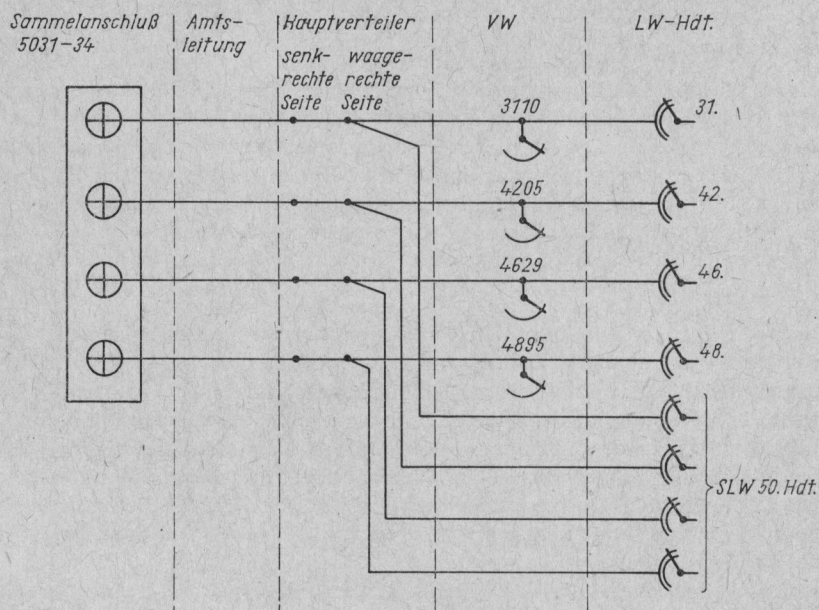 Sammelanschluß
5031-34
Amts-
leitung
Hauptverteiler
senk-
rechte
Seite
waage-
rechte
Seite
VW
LW-Hdt.
3110
31.
4205
42.
4629
46.
4895
48.
SLW 50. Hdt.